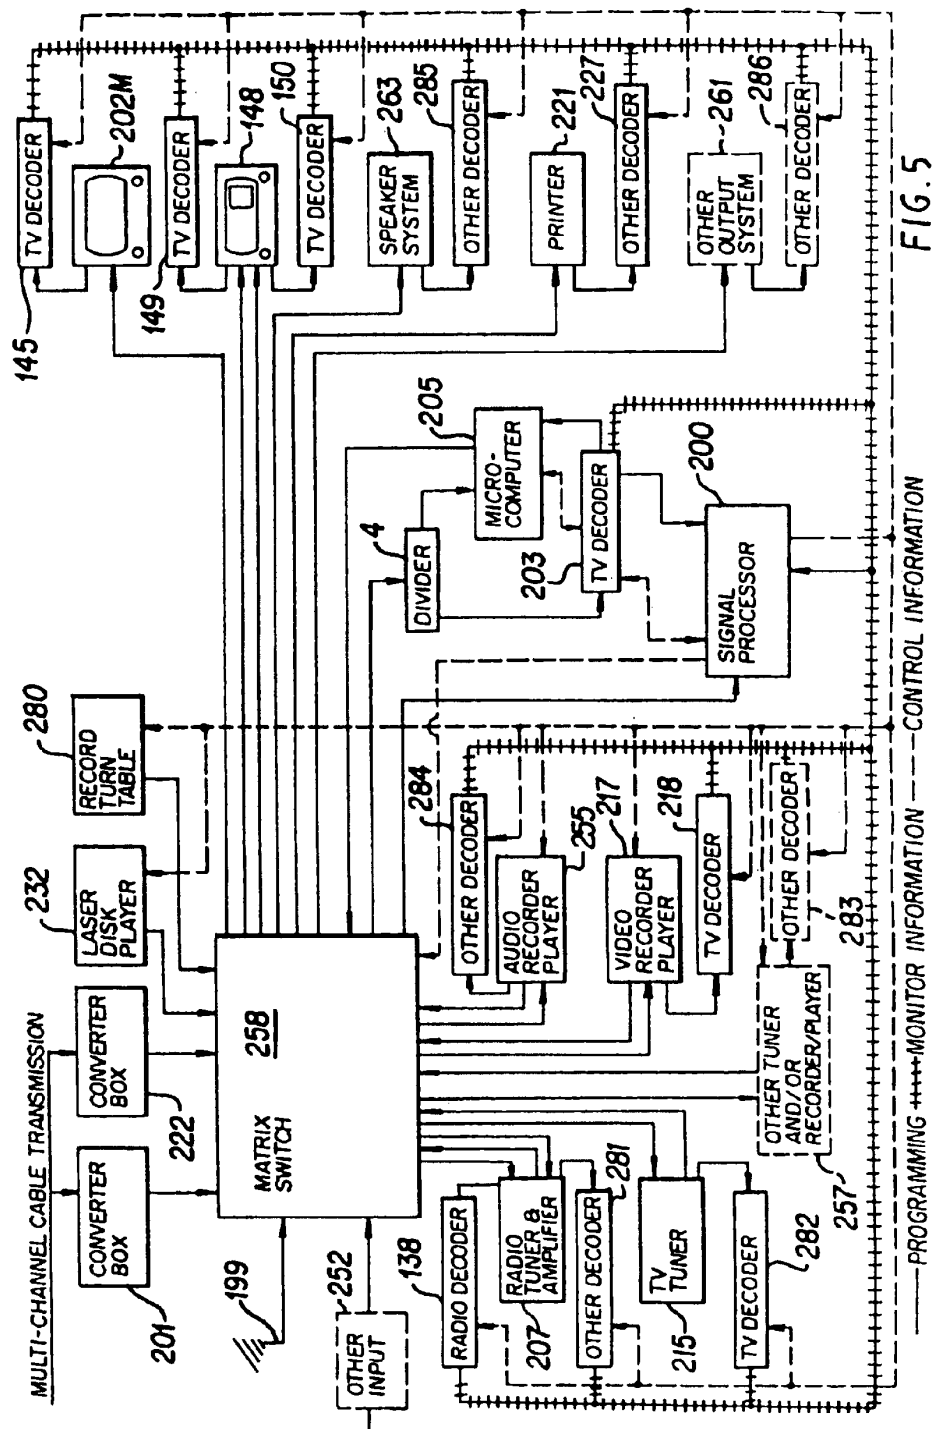 MULTI-CHANNEL CABLE TRANSMISSION
201
CONVERTER
BOX
222
CONVERTER
BOX
232
LASER
DISK
PLAYER
280
RECORD
TURN
TABLE
199
252
OTHER
INPUT
MATRIX
SWITCH
258
138
RADIO DECODER
207
RADIO
TUNER &
AMPLIFIER
281
OTHER DECODER
215
TV
TUNER
282
TV DECODER
257
OTHER TUNER
AND/OR
RECORDER/PLAYER
283
OTHER DECODER
284
OTHER DECODER
255
AUDIO
RECORDER
PLAYER
217
VIDEO
RECORDER
PLAYER
218
TV DECODER
4
DIVIDER
205
MICRO-
COMPUTER
203
TV DECODER
200
SIGNAL
PROCESSOR
145
TV DECODER
202M
149
TV DECODER
148
150
TV DECODER
263
SPEAKER
SYSTEM
285
OTHER DECODER
221
PRINTER
227
OTHER DECODER
261
OTHER
OUTPUT
SYSTEM
286
OTHER DECODER
PROGRAMMING MONITOR INFORMATION CONTROL INFORMATION
FIG. 5